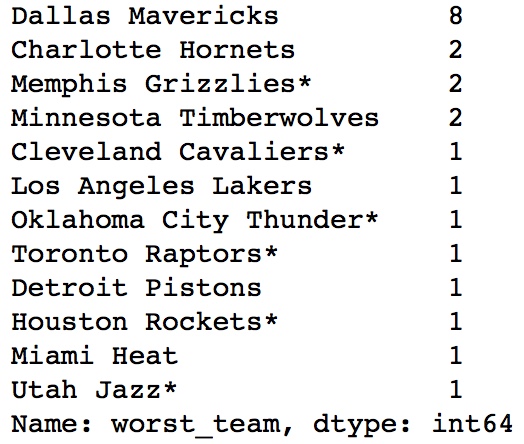 Dallas Mavericks 8
Charlotte Hornets 2
Memphis Grizzlies* 2
Minnesota Timberwolves 2
Cleveland Cavaliers* 1
Los Angeles Lakers 1
Oklahoma City Thunder* 1
Toronto Raptors* 1
Detroit Pistons 1
Houston Rockets* 1
Miami Heat 1
Utah Jazz* 1
Name: worst_team, dtype: int64